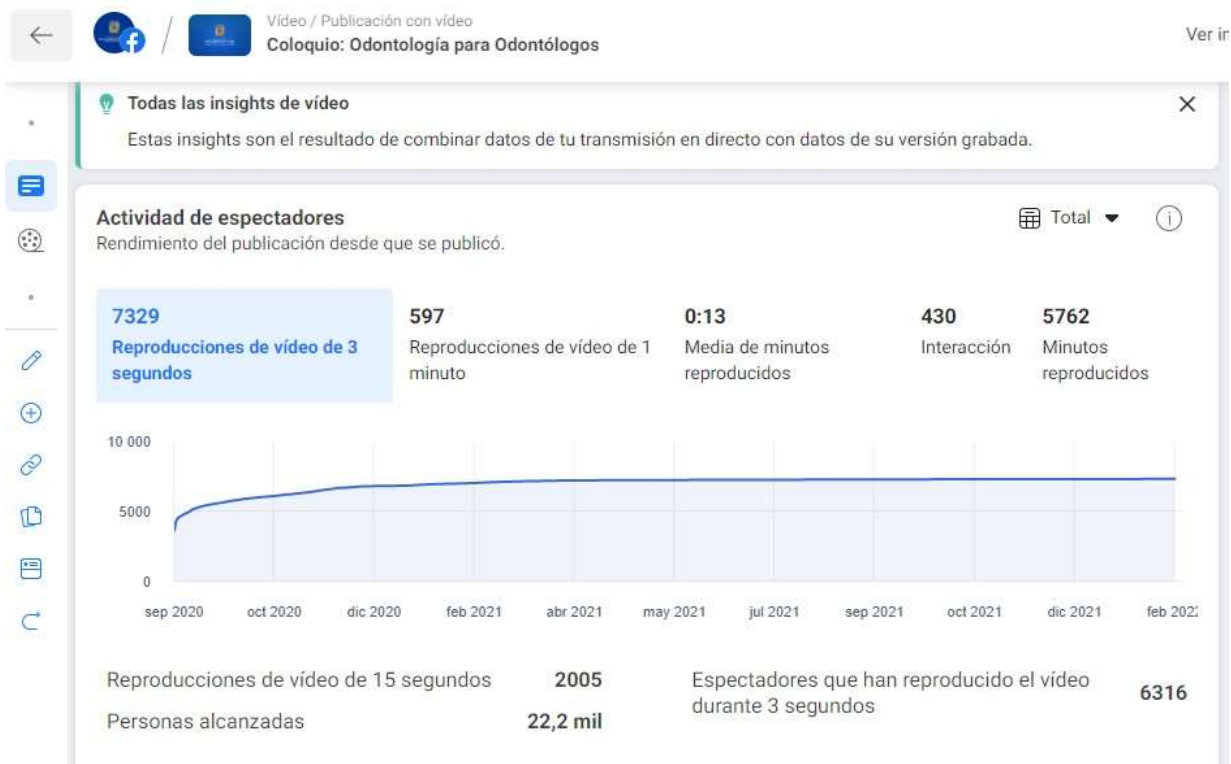 Vídeo / Publicación con vídeo
Coloquio: Odontología para Odontólogos
Ver in
Todas las insights de vídeo
Estas insights son el resultado de combinar datos de tu transmisión en directo con datos de su versión grabada.
Actividad de espectadores
Total
Rendimiento del publicación desde que se publicó.
7329
Reproducciones de vídeo de 3
segundos
597
Reproducciones de vídeo de 1
minuto
0:13
Media de minutos
reproducidos
430
Interacción
5762
Minutos
reproducidos
10 000
5000
0
sep 2020 oct 2020 dic 2020 feb 2021 abr 2021 may 2021 jul 2021 sep 2021 oct 2021 dic 2021 feb 2022
Reproducciones de vídeo de 15 segundos 2005
Personas alcanzadas 22,2 mil
Espectadores que han reproducido el vídeo
durante 3 segundos
6316